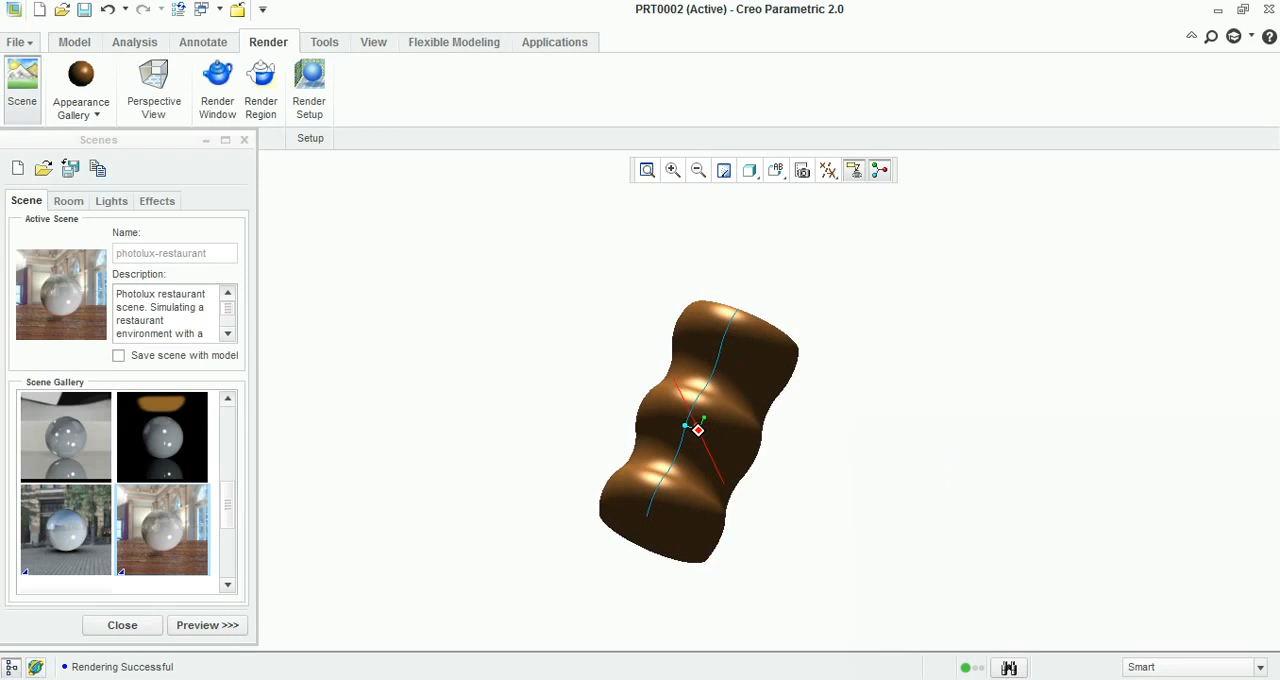 PRT0002 (Active) - Creo Parametric 2.0
File Model Analysis Annotate Render Tools View Flexible Modeling Applications
Scene
Appearance Gallery
Perspective View
Render Window
Render Region
Render Setup
Setup
Scenes
Scene Room Lights Effects
Active Scene
Name:
photolux-restaurant
Description:
Photolux restaurant
scene. Simulating a
restaurant
environment with a
Save scene with model
Scene Gallery
Close Preview >>>
Rendering Successful
Smart